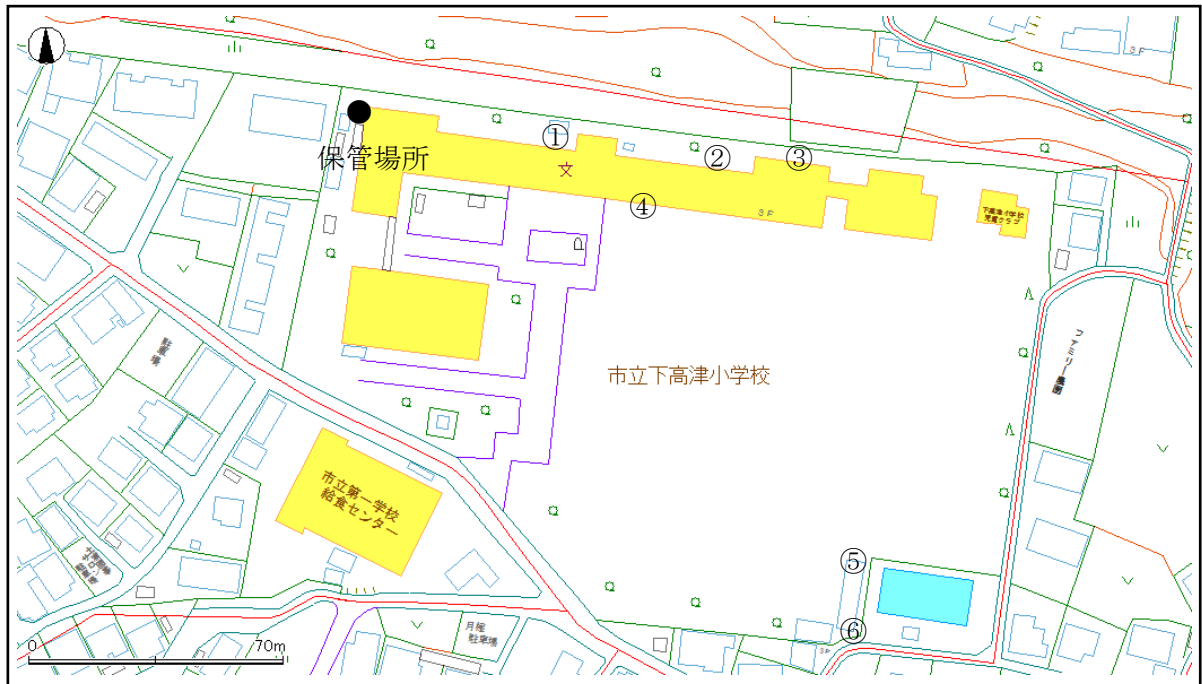 3F
①
②
③
保管場所
文
④
3F
下高津小学校
児童クラブ
駐車場
市立下高津小学校
ファミリー農園
市立第一学校
給食センター
⑤
⑥
月極
駐車場
3F
0
70m